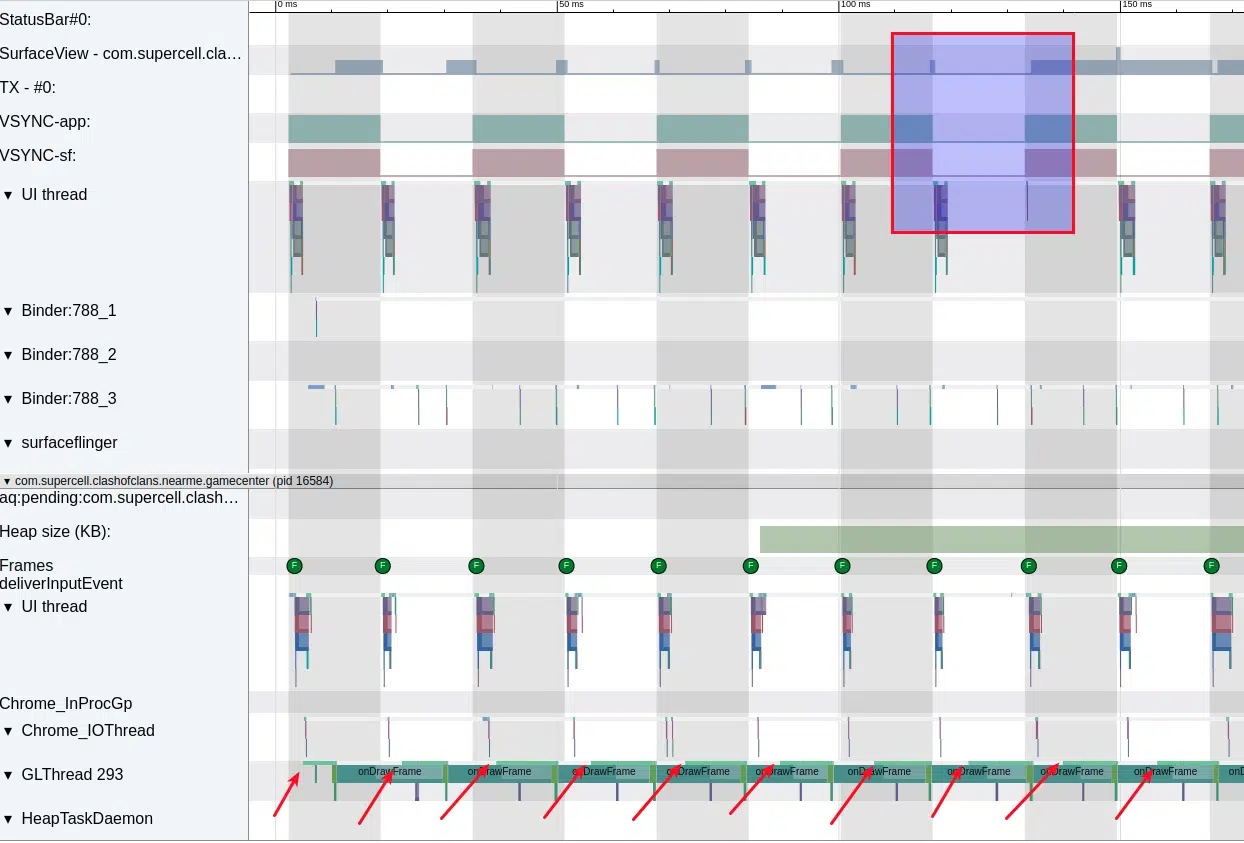 0 ms 50 ms 100 ms 150 ms
StatusBar#0:
SurfaceView - com.supercell.cla…
TX - #0:
VSYNC-app:
VSYNC-sf:
▼ UI thread
▼ Binder:788_1
▼ Binder:788_2
▼ Binder:788_3
▼ surfaceflinger
▼ com.supercell.clashofclans.nearme.gamecenter (pid 16584)
aq:pending:com.supercell.clash…
Heap size (KB):
Frames F F F F F F F F F F F
deliverInputEvent
▼ UI thread
Chrome_InProcGp
▼ Chrome_IOThread
▼ GLThread 293 onDrawFrame onDrawFrame onDrawFrame onDrawFrame onDrawFrame onDrawFrame onDrawFrame onDrawFrame onDrawFrame onD
▼ HeapTaskDaemon